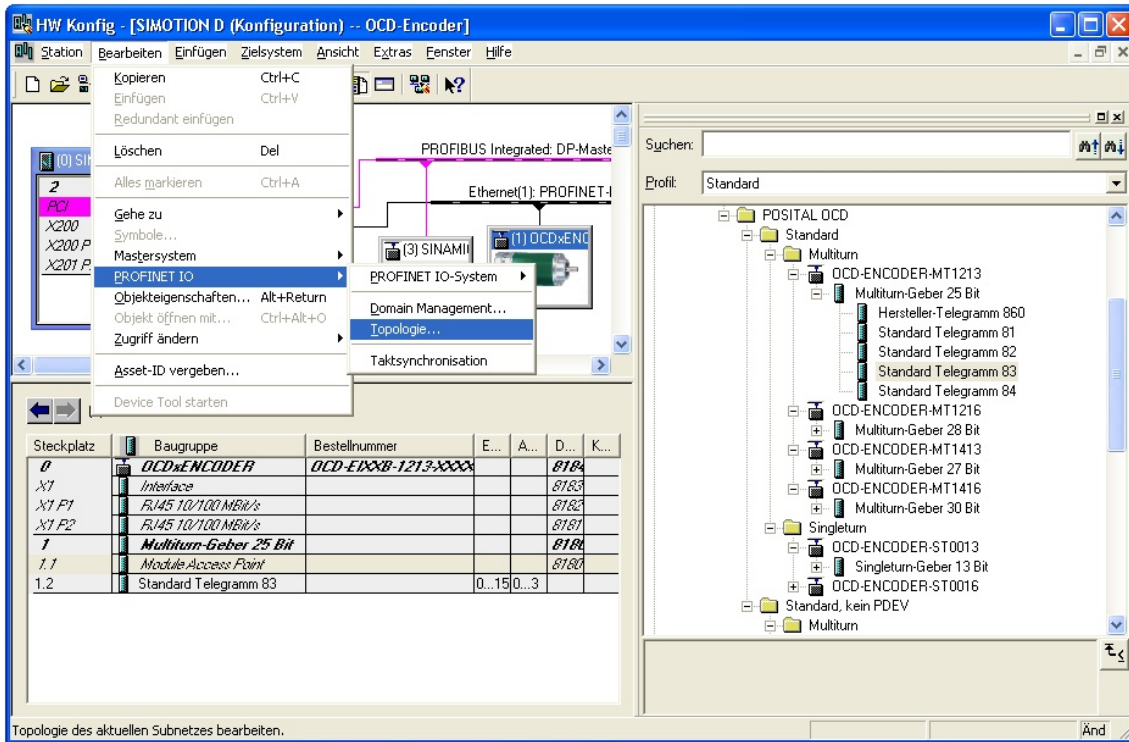 HW Konfig - [SIMOTION D (Konfiguration) -- OCD-Encoder]
Station Bearbeiten Einfügen Zielsystem Ansicht Extras Fenster Hilfe
Kopieren Ctrl+C
Einfügen Ctrl+V
Redundant einfügen
Löschen Del
Alles markieren Ctrl+A
Gehe zu
Symbole...
Mastersystem
PROFINET IO
Objekteigenschaften... Alt+Return
Objekt öffnen mit... Ctrl+Alt+O
Zugriff ändern
Asset-ID vergeben...
Device Tool starten
PROFINET IO-System
Domain Management...
Topologie...
Taktsynchronisation
(0) SI
2
PCI
X200
X200 P
X201 P
PROFIBUS Integrated: DP-Maste
Ethernet(1): PROFINET-
(3) SINAMI
(1) OCDxENC
Steckplatz Baugruppe Bestellnummer E... A... D... K...
0 OCDxENCODER OCD-EIXXB-1213-XXXX 8184
X1 Interface 8183
X1 P1 RJ45 10/100 MBit/s 8182
X1 P2 RJ45 10/100 MBit/s 8181
1 Multiturn-Geber 25 Bit 8180
1.1 Module Access Point 8180
1.2 Standard Telegramm 83 0...15 0...3
Suchen:
Profil: Standard
POSITAL OCD
Standard
Multiturn
OCD-ENCODER-MT1213
Multiturn-Geber 25 Bit
Hersteller-Telegramm 860
Standard Telegramm 81
Standard Telegramm 82
Standard Telegramm 83
Standard Telegramm 84
OCD-ENCODER-MT1216
Multiturn-Geber 28 Bit
OCD-ENCODER-MT1413
Multiturn-Geber 27 Bit
OCD-ENCODER-MT1416
Multiturn-Geber 30 Bit
Singleturn
OCD-ENCODER-ST0013
Singleturn-Geber 13 Bit
OCD-ENCODER-ST0016
Standard, kein PDEV
Multiturn
Topologie des aktuellen Subnetzes bearbeiten.
Änd